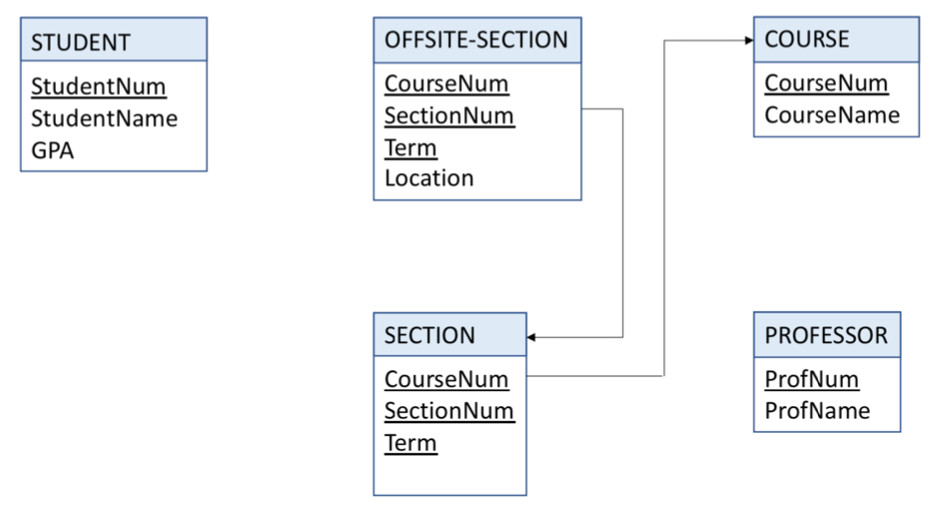 STUDENT
StudentNum
StudentName
GPA
OFFSITE-SECTION
CourseNum
SectionNum
Term
Location
COURSE
CourseNum
CourseName
SECTION
CourseNum
SectionNum
Term
PROFESSOR
ProfNum
ProfName